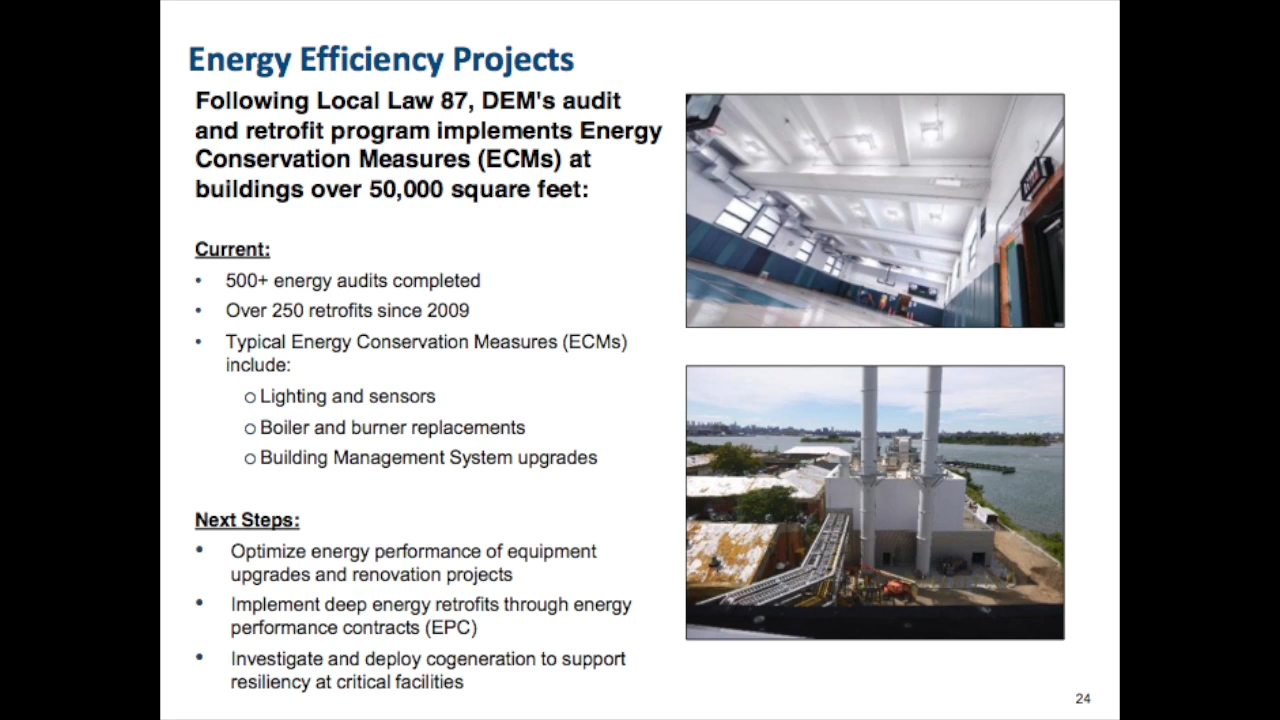 Energy Efficiency Projects
Following Local Law 87, DEM's audit
and retrofit program implements Energy
Conservation Measures (ECMs) at
buildings over 50,000 square feet:
Current:
• 500+ energy audits completed
• Over 250 retrofits since 2009
• Typical Energy Conservation Measures (ECMs)
include:
o Lighting and sensors
o Boiler and burner replacements
o Building Management System upgrades
Next Steps:
• Optimize energy performance of equipment
upgrades and renovation projects
• Implement deep energy retrofits through energy
performance contracts (EPC)
• Investigate and deploy cogeneration to support
resiliency at critical facilities
24